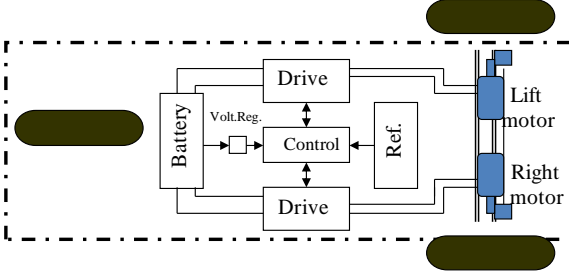 Drive
Lift
motor
Volt.Reg.
Battery
Control
Ref.
Right
motor
Drive